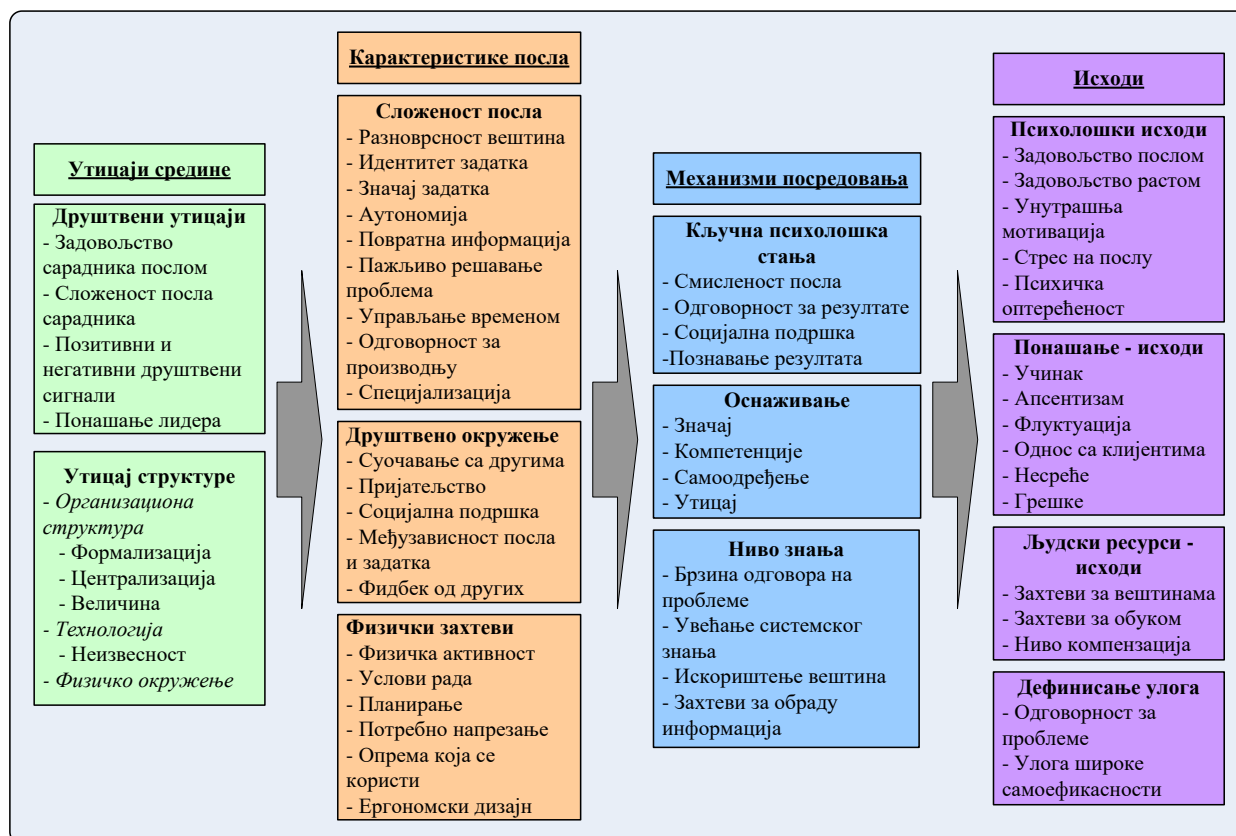 Утицаји средине
Друштвени утицаји
- Задовољство
сарадника послом
- Сложеност посла
сарадника
- Позитивни и
негативни друштвени
сигнали
- Понашање лидера
Утицај структуре
- Организациона
структура
- Формализација
- Централизација
- Величина
- Технологија
- Неизвесност
- Физичко окружење
Карактеристике посла
Сложеност посла
- Разноврсност вештина
- Идентитет задатка
- Значај задатка
- Аутономија
- Повратна информација
- Пажљиво решавање
проблема
- Управљање временом
- Одговорност за
производњу
- Специјализација
Друштвено окружење
- Суочавање са другима
- Пријатељство
- Социјална подршка
- Међузависност посла
и задатка
- Фидбек од других
Физички захтеви
- Физичка активност
- Услови рада
- Планирање
- Потребно напрезање
- Опрема која се
користи
- Ергономски дизајн
Механизми посредовања
Кључна психолошка
стања
- Смисленост посла
- Одговорност за резултате
- Социјална подршка
-Познавање резултата
Оснаживање
- Значај
- Компетенције
- Самоодређење
- Утицај
Ниво знања
- Брзина одговора на
проблеме
- Увећање системског
знања
- Искориштење вештина
- Захтеви за обраду
информација
Исходи
Психолошки исходи
- Задовољство послом
- Задовољство растом
- Унутрашња
мотивација
- Стрес на послу
- Психичка
оптерећеност
Понашање - исходи
- Учинак
- Апсентизам
- Флуктуација
- Однос са клијентима
- Несреће
- Грешке
Људски ресурси -
исходи
- Захтеви за вештинама
- Захтеви за обуком
- Ниво компензација
Дефинисање улога
- Одговорност за
проблеме
- Улога широке
самоефикасности